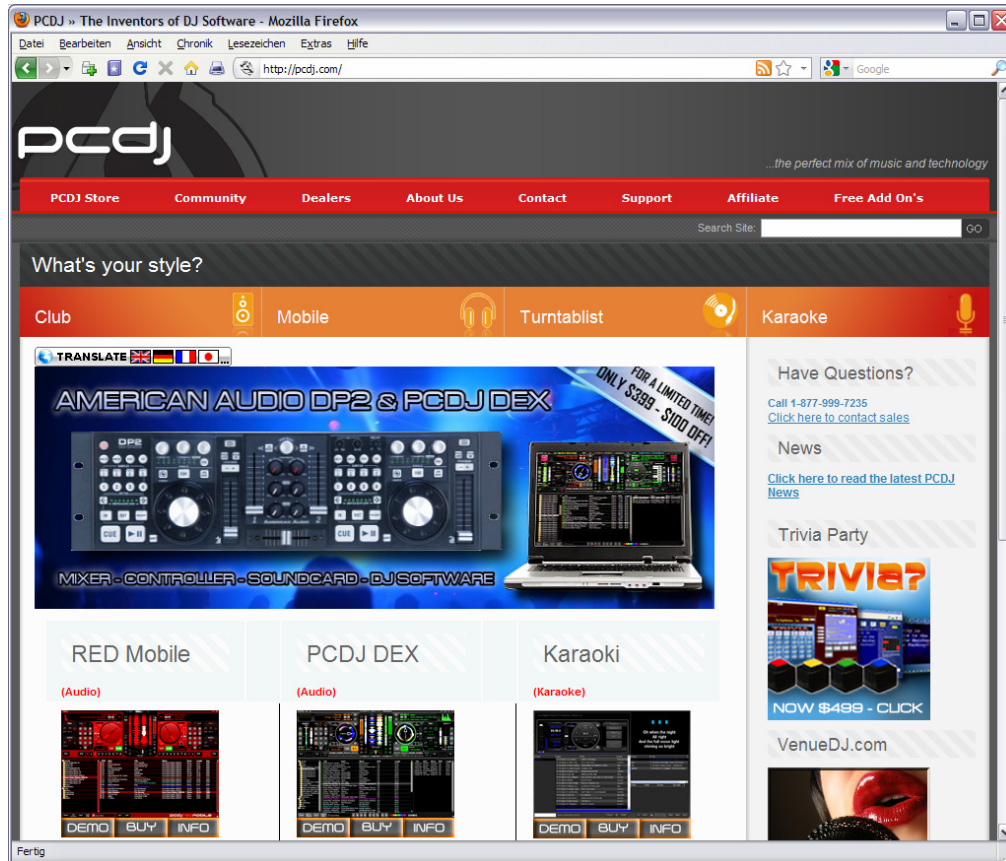 PCDJ » The Inventors of DJ Software - Mozilla Firefox
Datei Bearbeiten Ansicht Chronik Lesezeichen Extras Hilfe
http://pcdj.com/
Google
pcdj
...the perfect mix of music and technology
PCDJ Store Community Dealers About Us Contact Support Affiliate Free Add On's
Search Site: GO
What's your style?
Club Mobile Turntablist Karaoke
TRANSLATE ...
AMERICAN AUDIO DP2 & PCDJ DEX
FOR A LIMITED TIME!
ONLY $399 - $100 OFF!
DP2
CUE
CUE
MIXER - CONTROLLER - SOUNDCARD - DJ SOFTWARE
Have Questions?
Call 1-877-999-7235
Click here to contact sales
News
Click here to read the latest PCDJ
News
Trivia Party
TRIVIA?
NOW $499 - CLICK
VenueDJ.com
RED Mobile PCDJ DEX Karaoki
(Audio) (Audio) (Karaoke)
DEMO BUY INFO DEMO BUY INFO DEMO BUY INFO
Fertig